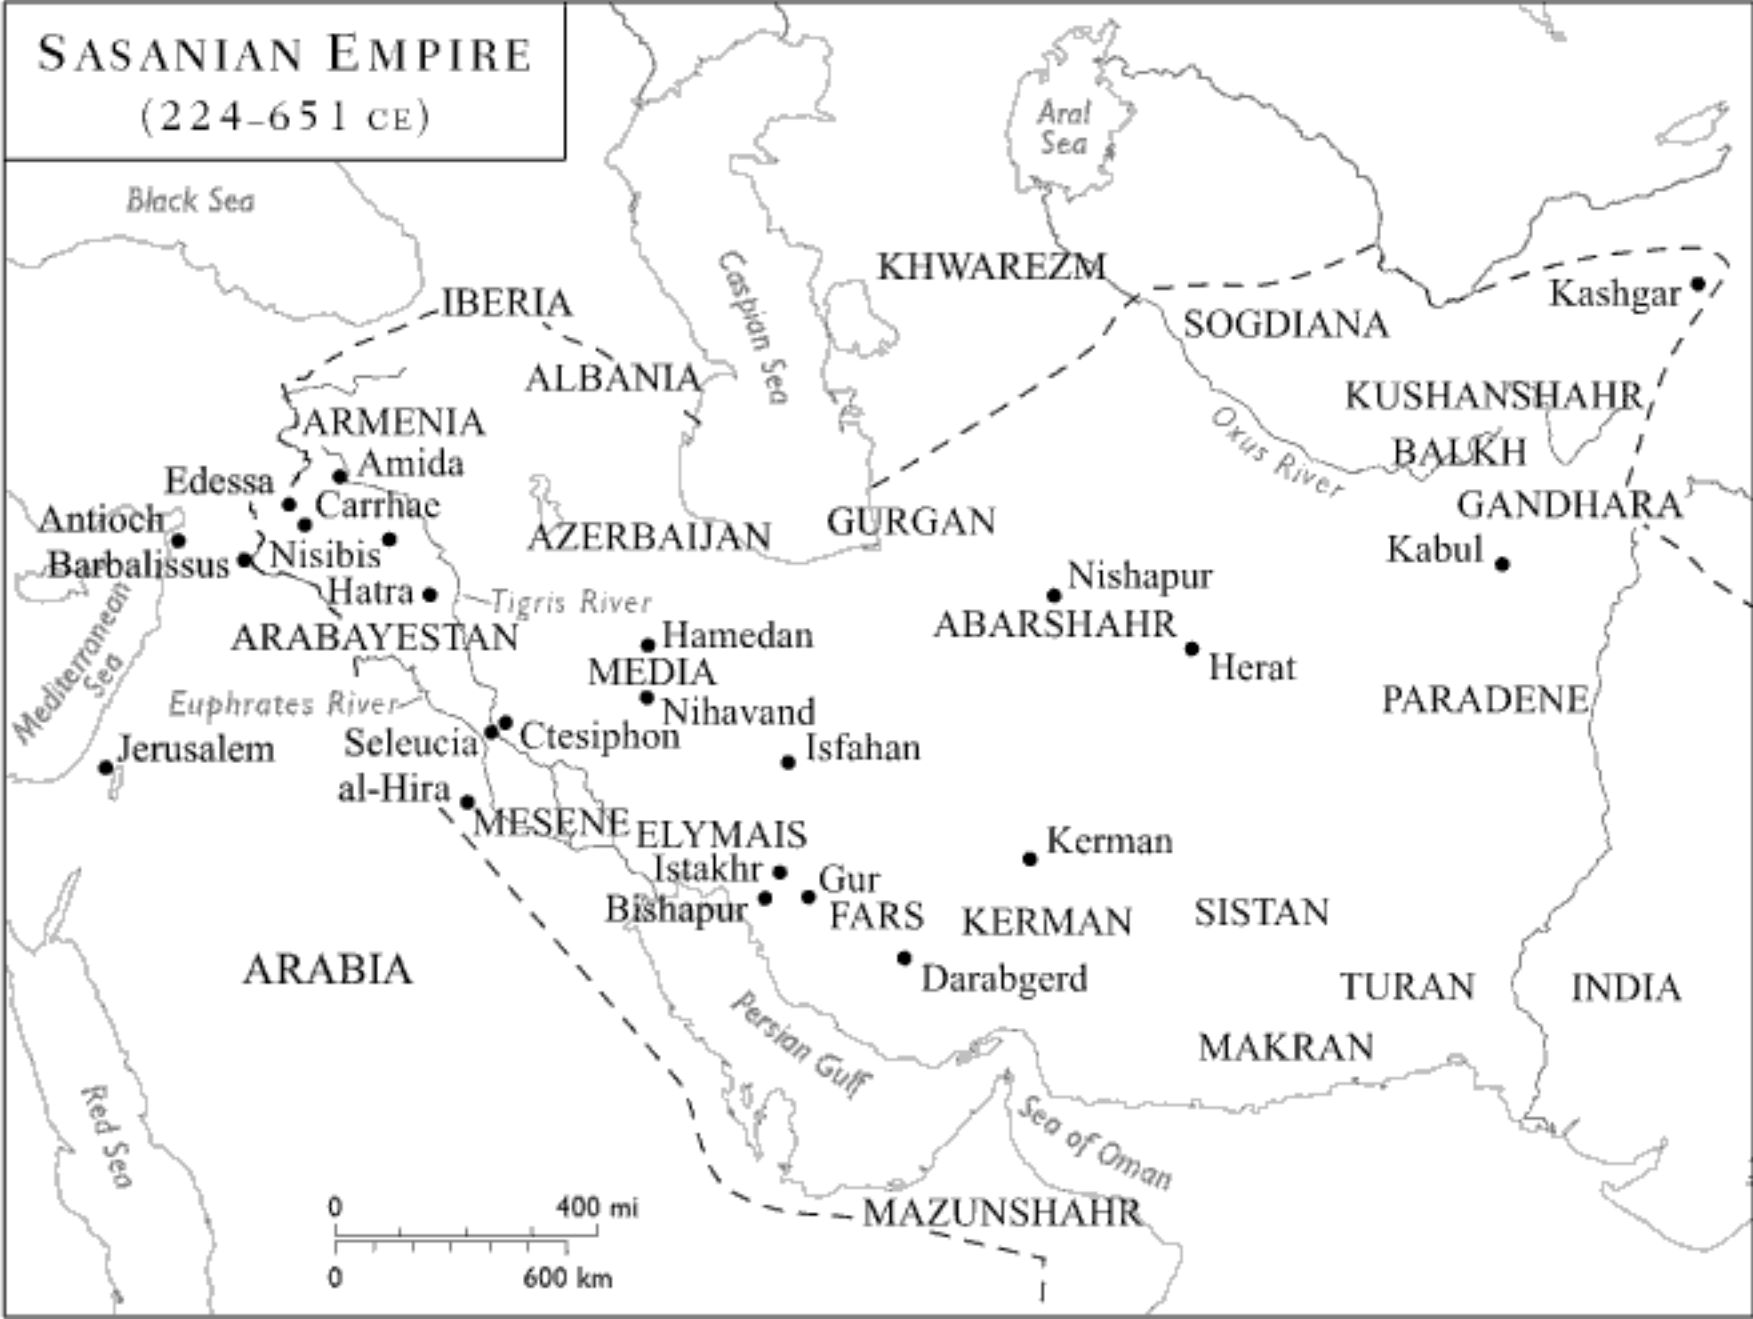 SASANIAN EMPIRE
(224–651 CE)
Black Sea
Aral
Sea
Caspian Sea
KHWAREZM
Kashgar
IBERIA
SOGDIANA
ALBANIA
KUSHANSHAHR
Oxus River
ARMENIA
BALKH
Amida
Edessa
Carrhae
GANDHARA
Antioch
AZERBAIJAN
GURGAN
Barbalissus
Nisibis
Kabul
Hatra
Tigris River
Nishapur
ABARSHAHR
ARABAYESTAN
Hamedan
MEDIA
Herat
Mediterranean
Sea
Euphrates River
Nihavand
PARADENE
Jerusalem
Seleucia
Ctesiphon
Isfahan
al-Hira
MESENE
ELYMAIS
Kerman
Istakhr
Gur
Bishapur
FARS
KERMAN
SISTAN
ARABIA
Darabgerd
TURAN
INDIA
Persian Gulf
MAKRAN
Red Sea
Sea of Oman
MAZUNSHAHR
0 400 mi
0 600 km